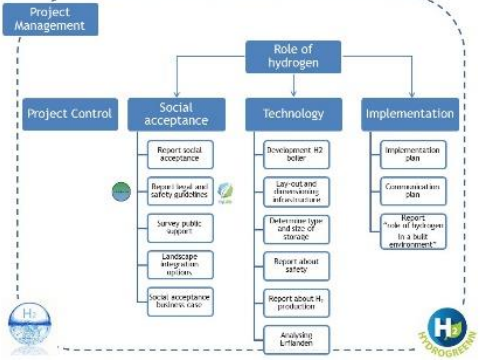 Project
Management
Role of
hydrogen
Project Control
Social
acceptance
Technology
Implementation
Report social
acceptance
Report legal and
safety guidelines
Survey public
support
Landscape
integration
options
Social acceptance
business case
Development H2
boiler
Lay-out and
dimensioning
infrastructure
Determine type
and size of
storage
Report about
safety
Report about H₂
production
Analysing
Implementation
plan
Communication
plan
Report
"role of hydrogen
in a built
environment"
H₂
H₂
HYDROGREENN